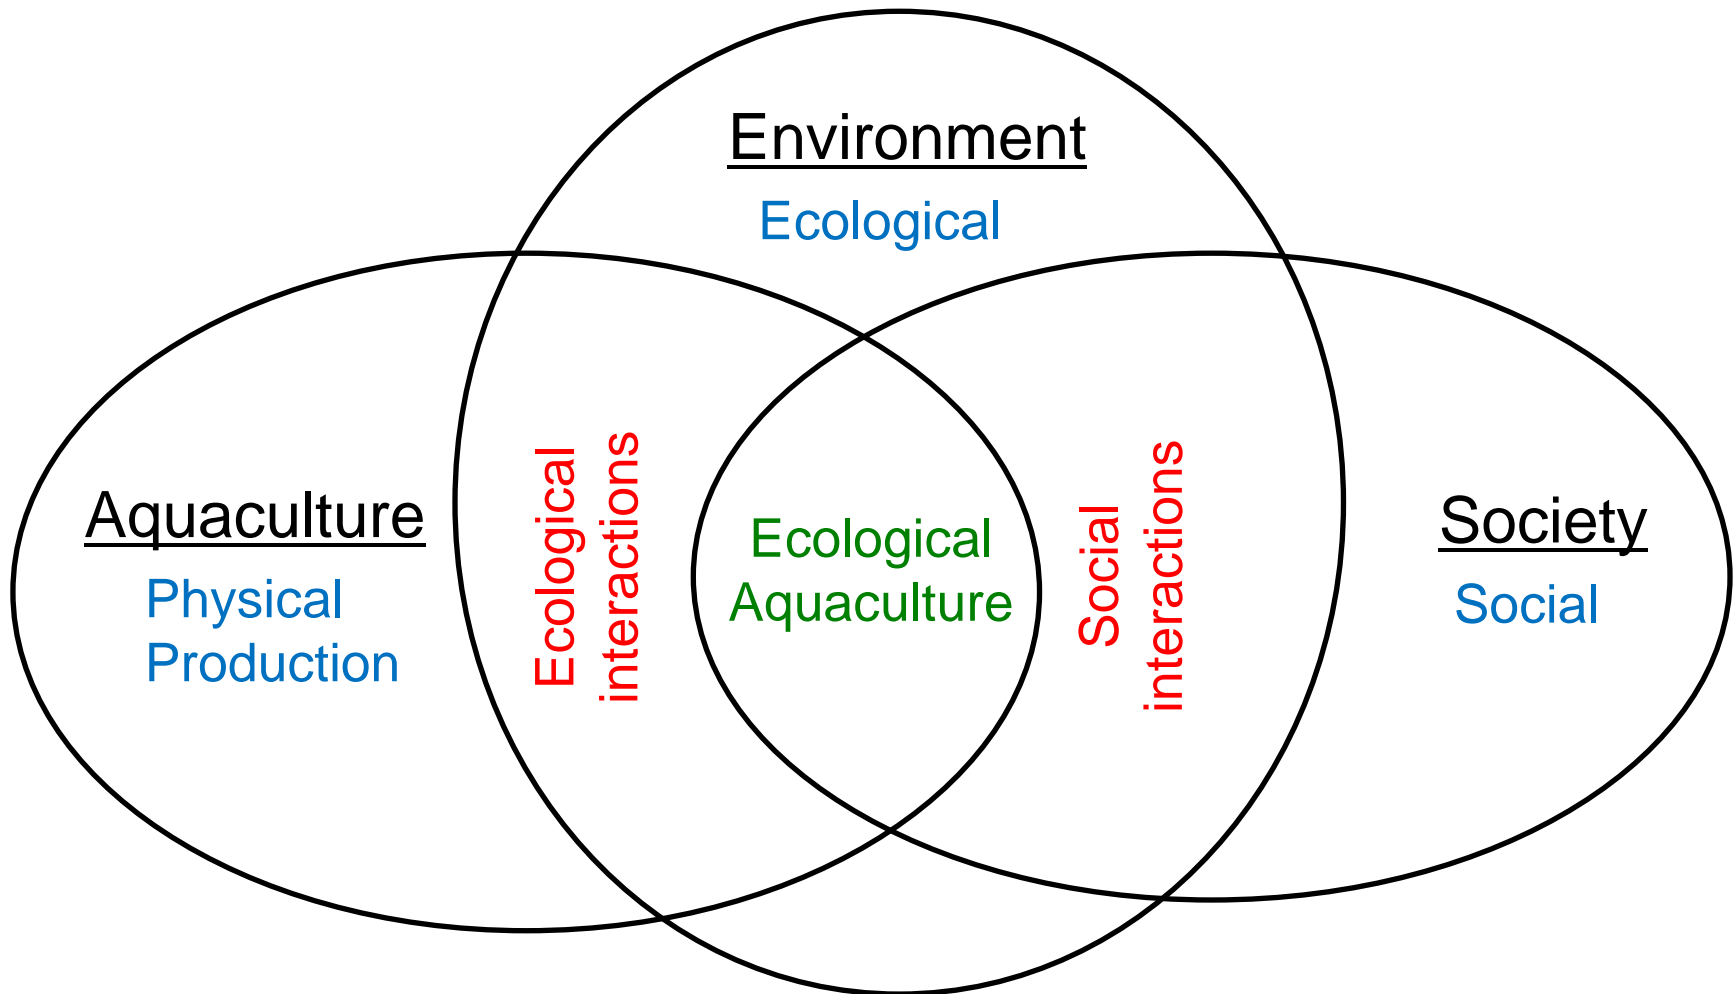 Environment
Ecological
Aquaculture
Physical
Production
Ecological
interactions
Ecological
Aquaculture
Social
interactions
Society
Social